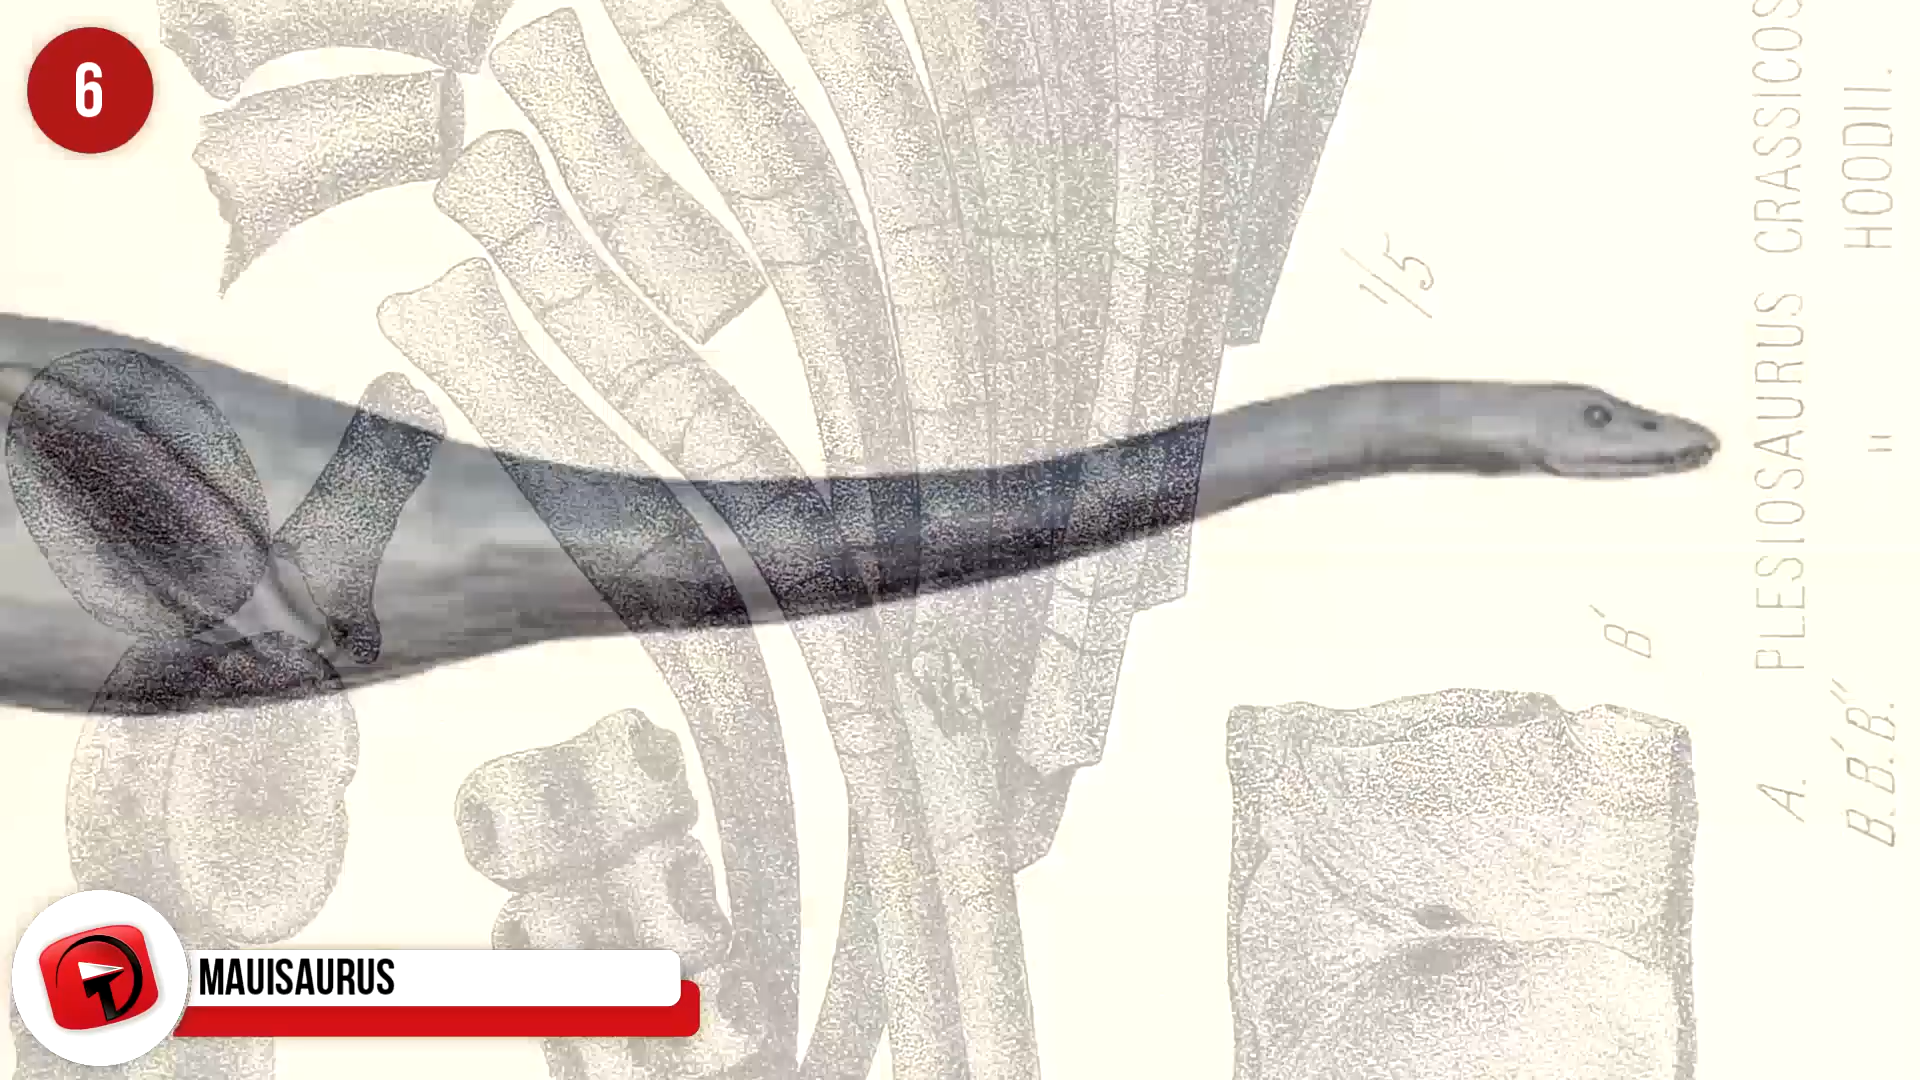 6
1/5
PLESIOSAURUS CRASSICOS
HOODII.
"
B'
A.
B.B'.B".
MAUISAURUS